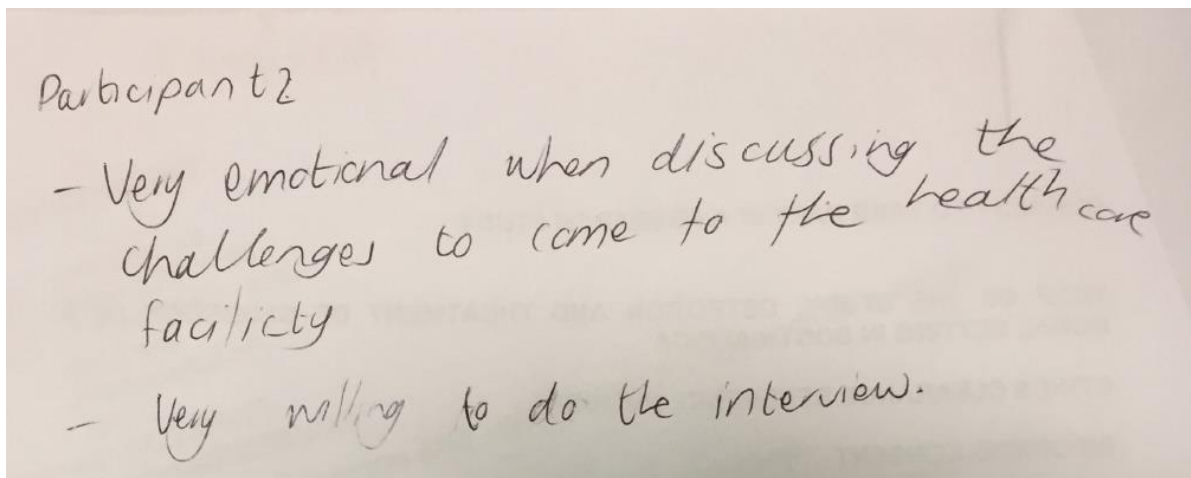 Participant 2
- Very emotional when discussing the
challenges to come to the health care
facilicty
- Very willing to do the interview.